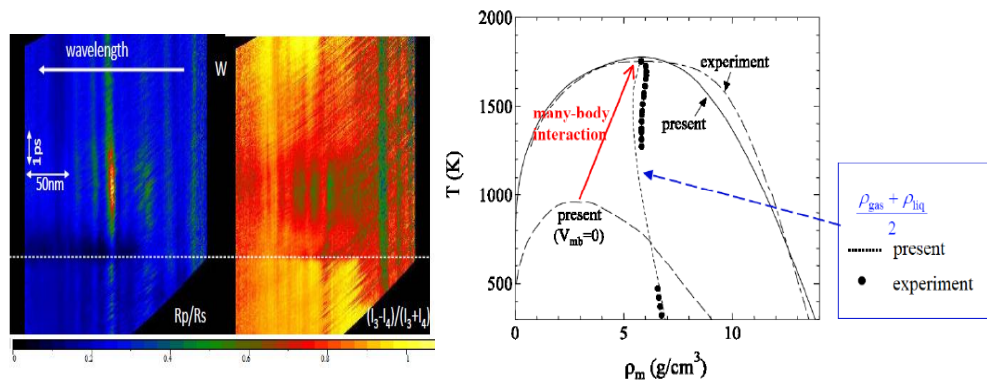 wavelength
W
1ps
50nm
Rp/Rs
(I₃-I₄)/(I₃+I₄)
0 0.2 0.4 0.6 0.8 1
2000
1500
1000
500
T (K)
0 5 10
ρₘ (g/cm³)
experiment
present
many-body
interaction
present
(Vₘb=0)
(ρgas + ρliq)/2
present
experiment